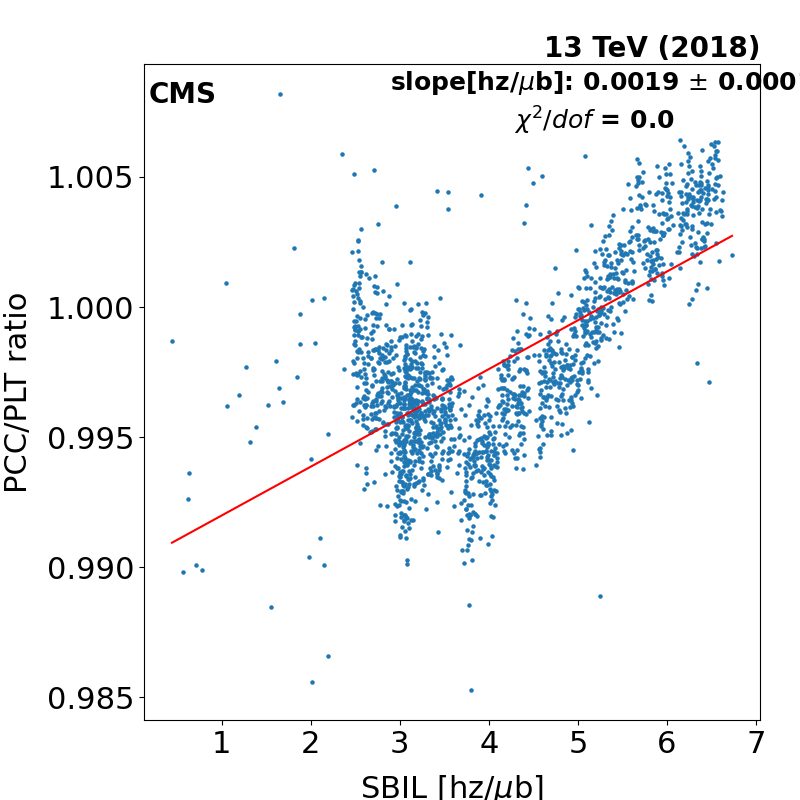 13 TeV (2018)
CMS
slope[hz/μb]: 0.0019 ± 0.000
χ²/dof = 0.0
1.005
1.000
0.995
0.990
0.985
PCC/PLT ratio
1 2 3 4 5 6 7
SBIL [hz/μb]